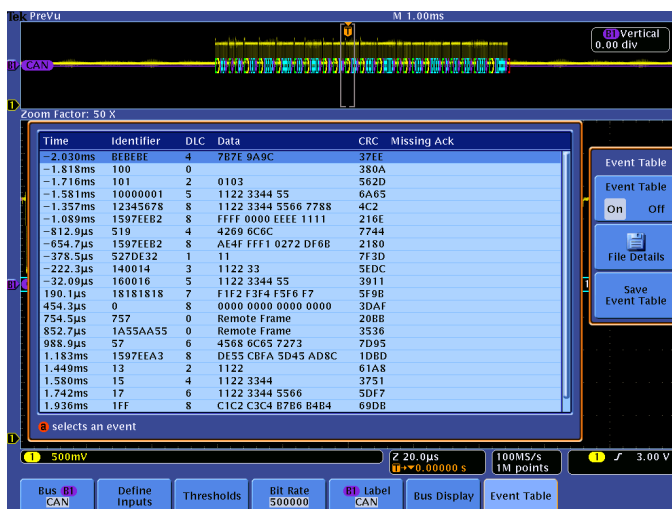 Tek PreVu M 1.00ms
T
B1 Vertical
0.00 div
B1 CAN
1
Zoom Factor: 50 X
Time Identifier DLC Data CRC Missing Ack
-2.030ms BEBEBE 4 7B7E 9A9C 37EE
-1.818ms 100 0 380A
-1.716ms 101 2 0103 562D
-1.581ms 10000001 5 1122 3344 55 6A65
-1.357ms 12345678 8 1122 3344 5566 7788 4C2
-1.089ms 1597EEB2 8 FFFF 0000 EEEE 1111 216E
-812.9µs 519 4 4269 6C6C 7744
-654.7µs 1597EEB2 8 AE4F FFF1 0272 DF6B 2180
-378.5µs 527DE32 1 11 7F3D
-222.3µs 140014 3 1122 33 5EDC
-32.09µs 160016 5 1122 3344 55 3911
190.1µs 18181818 7 F1F2 F3F4 F5F6 F7 5F9B
454.3µs 0 8 0000 0000 0000 0000 3DAF
754.5µs 757 0 Remote Frame 20BB
852.7µs 1A55AA55 0 Remote Frame 3536
988.9µs 57 6 4568 6C65 7273 7D95
1.183ms 1597EEA3 8 DE55 CBFA 5D45 AD8C 1DBD
1.449ms 13 2 1122 61A8
1.580ms 15 4 1122 3344 3751
1.742ms 17 6 1122 3344 5566 5DF7
1.936ms 1FF 8 C1C2 C3C4 B7B6 B4B4 69DB
a selects an event
Event Table
Event Table
On Off
File Details
Save
Event Table
B1
1
1
1 500mV
Z 20.0µs
T→▼0.00000 s
100MS/s
1M points
1 3.00 V
Bus B1
CAN
Define
Inputs
Thresholds
Bit Rate
500000
B1 Label
CAN
Bus Display
Event Table